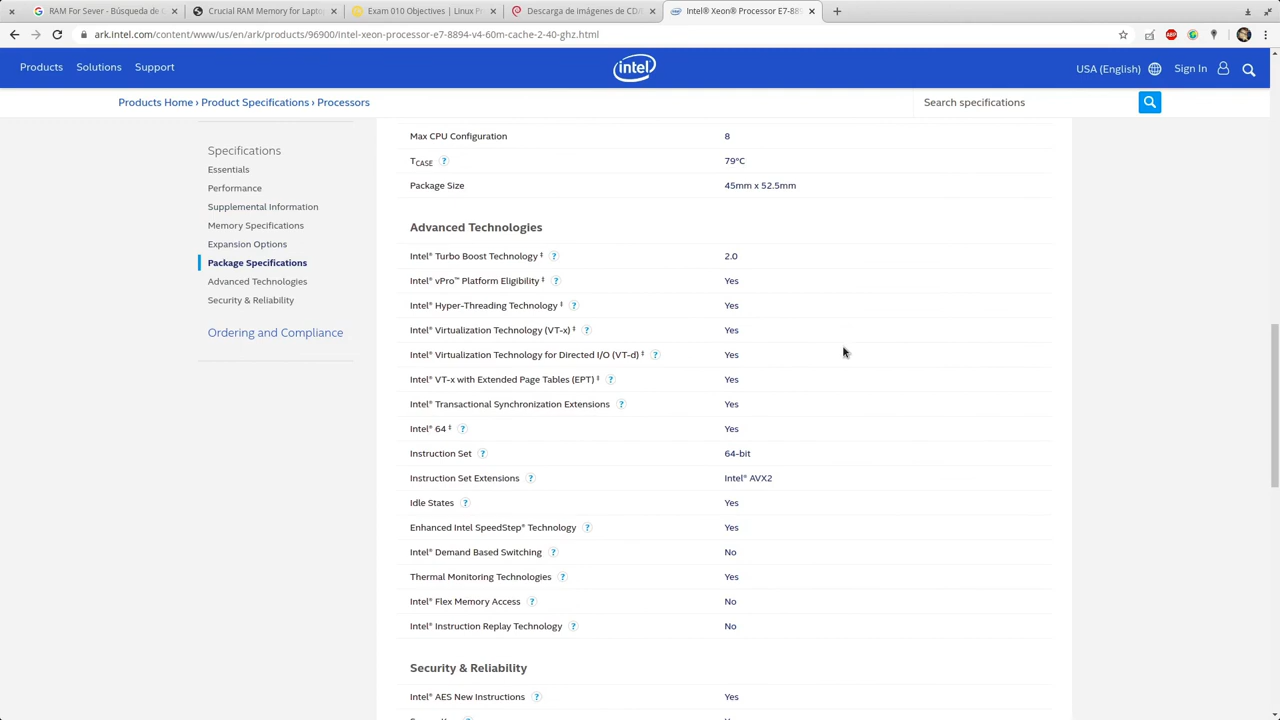 RAM For Sever - Búsqueda de
Crucial RAM Memory for Lapto
Exam 010 Objectives | Linux P
Descarga de imágenes de CD/
Intel® Xeon® Processor E7-88
ark.intel.com/content/www/us/en/ark/products/96900/intel-xeon-processor-e7-8894-v4-60m-cache-2-40-ghz.html
ABP
Products
Solutions
Support
intel
USA (English)
Sign In
Products Home › Product Specifications › Processors
Search specifications
Specifications
Essentials
Performance
Supplemental Information
Memory Specifications
Expansion Options
Package Specifications
Advanced Technologies
Security & Reliability
Ordering and Compliance
Max CPU Configuration 8
TCASE ? 79°C
Package Size 45mm x 52.5mm
Advanced Technologies
Intel® Turbo Boost Technology ‡ ? 2.0
Intel® vPro™ Platform Eligibility ‡ ? Yes
Intel® Hyper-Threading Technology ‡ ? Yes
Intel® Virtualization Technology (VT-x) ‡ ? Yes
Intel® Virtualization Technology for Directed I/O (VT-d) ‡ ? Yes
Intel® VT-x with Extended Page Tables (EPT) ‡ ? Yes
Intel® Transactional Synchronization Extensions ? Yes
Intel® 64 ‡ ? Yes
Instruction Set ? 64-bit
Instruction Set Extensions ? Intel® AVX2
Idle States ? Yes
Enhanced Intel SpeedStep® Technology ? Yes
Intel® Demand Based Switching ? No
Thermal Monitoring Technologies ? Yes
Intel® Flex Memory Access ? No
Intel® Instruction Replay Technology ? No
Security & Reliability
Intel® AES New Instructions ? Yes